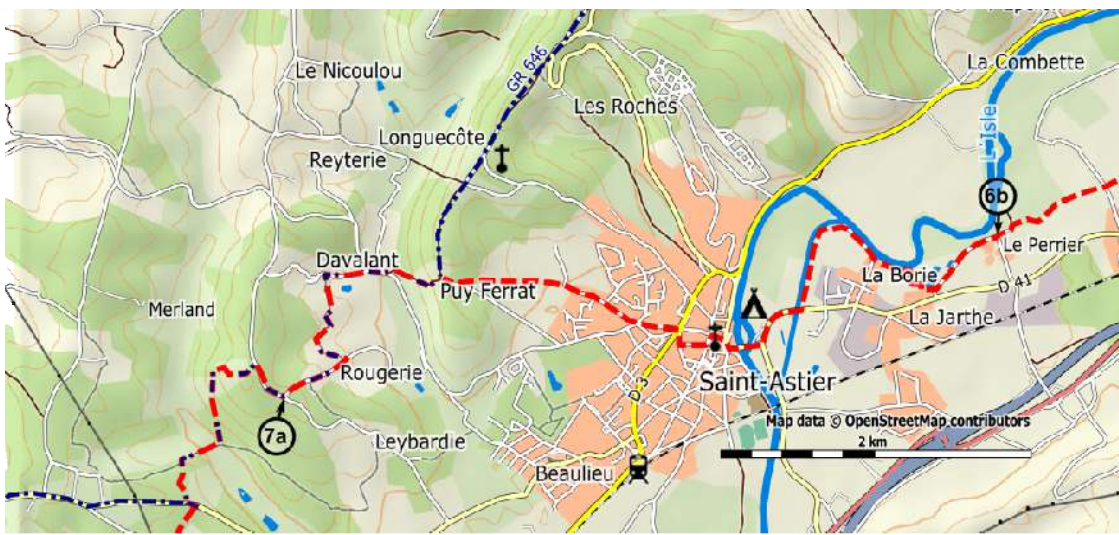 La Combette
Le Nicoulou
GR 646
Les Roches
Longuecôte
Reyterie
L'Isle
6b
Le Perrier
Davalant
La Borie
D 41
Puy Ferrat
Merland
La Jarthe
Rougerie
Saint-Astier
D 3
7a
Leybardie
Map data © OpenStreetMap contributors
2 km
Beaulieu